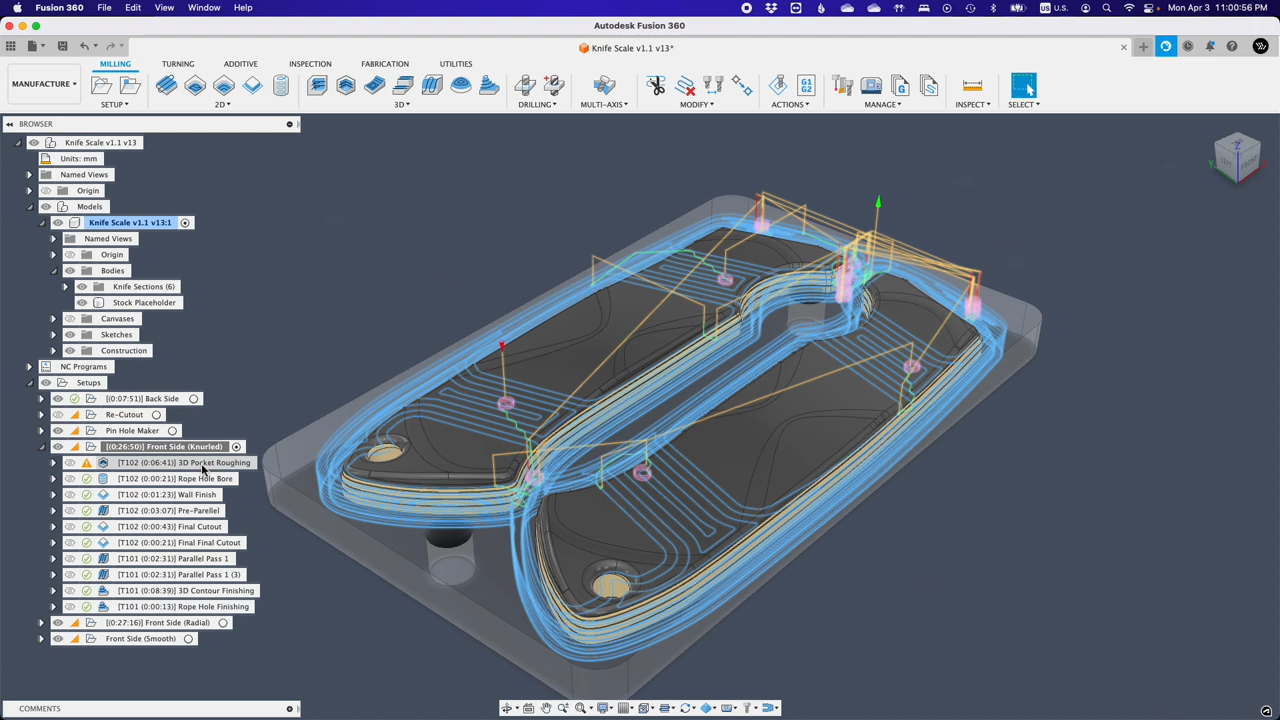 Fusion 360 File Edit View Window Help
U.S. Mon Apr 3 11:00:56 PM
Autodesk Fusion 360
Knife Scale v1.1 v13*
MANUFACTURE
MILLING TURNING ADDITIVE INSPECTION FABRICATION UTILITIES
G1
G2
SETUP 2D 3D DRILLING MULTI-AXIS MODIFY ACTIONS MANAGE INSPECT SELECT
BROWSER
Knife Scale v1.1 v13
Units: mm
Named Views
Origin
Models
Knife Scale v1.1 v13:1
Named Views
Origin
Bodies
Knife Sections (6)
Stock Placeholder
Canvases
Sketches
Construction
NC Programs
Setups
[(0:07:51)] Back Side
Re-Cutout
Pin Hole Maker
[(0:26:50)] Front Side (Knurled)
[T102 (0:06:41)] 3D Pocket Roughing
[T102 (0:00:21)] Rope Hole Bore
[T102 (0:01:23)] Wall Finish
[T102 (0:03:07)] Pre-Parellel
[T102 (0:00:43)] Final Cutout
[T102 (0:00:21)] Final Final Cutout
[T101 (0:02:31)] Parallel Pass 1
[T101 (0:02:31)] Parallel Pass 1 (3)
[T101 (0:08:39)] 3D Contour Finishing
[T101 (0:00:13)] Rope Hole Finishing
[(0:27:16)] Front Side (Radial)
Front Side (Smooth)
COMMENTS
Z
Y
X
LEFT FRONT